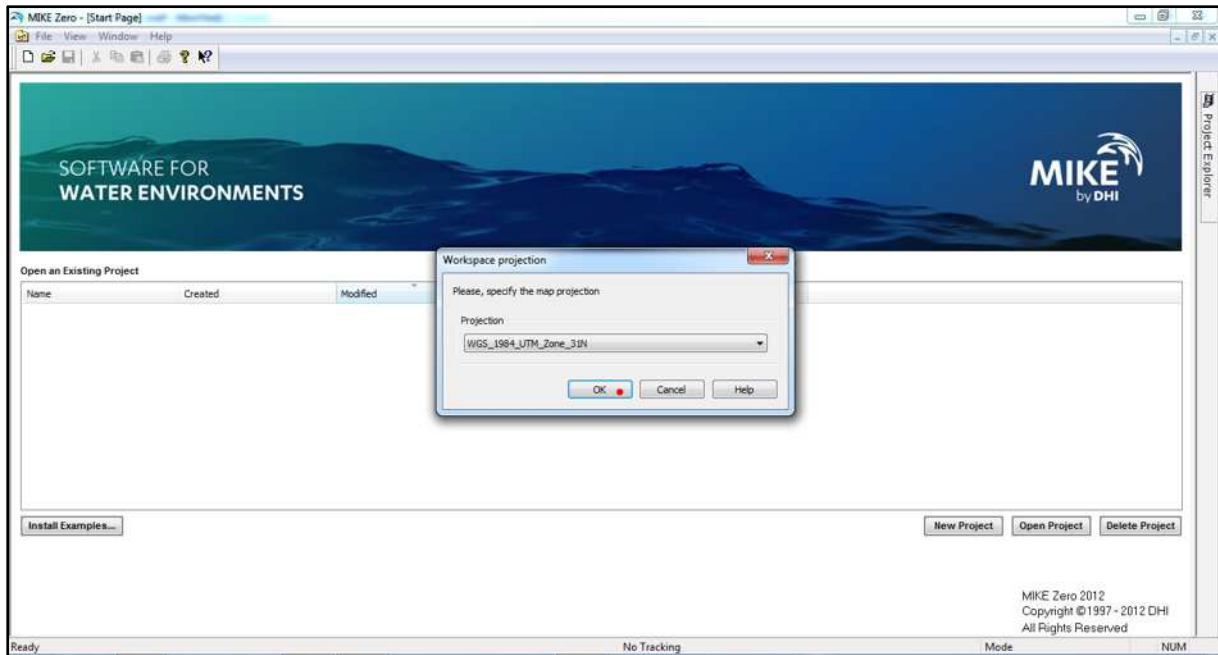 MIKE Zero - [Start Page]
File View Window Help
Project Explorer
SOFTWARE FOR
WATER ENVIRONMENTS
MIKE
by DHI
Open an Existing Project
Name Created Modified
Workspace projection
Please, specify the map projection
Projection
WGS_1984_UTM_Zone_31N
OK Cancel Help
Install Examples... New Project Open Project Delete Project
MIKE Zero 2012
Copyright ©1997 - 2012 DHI
All Rights Reserved
Ready No Tracking Mode NUM